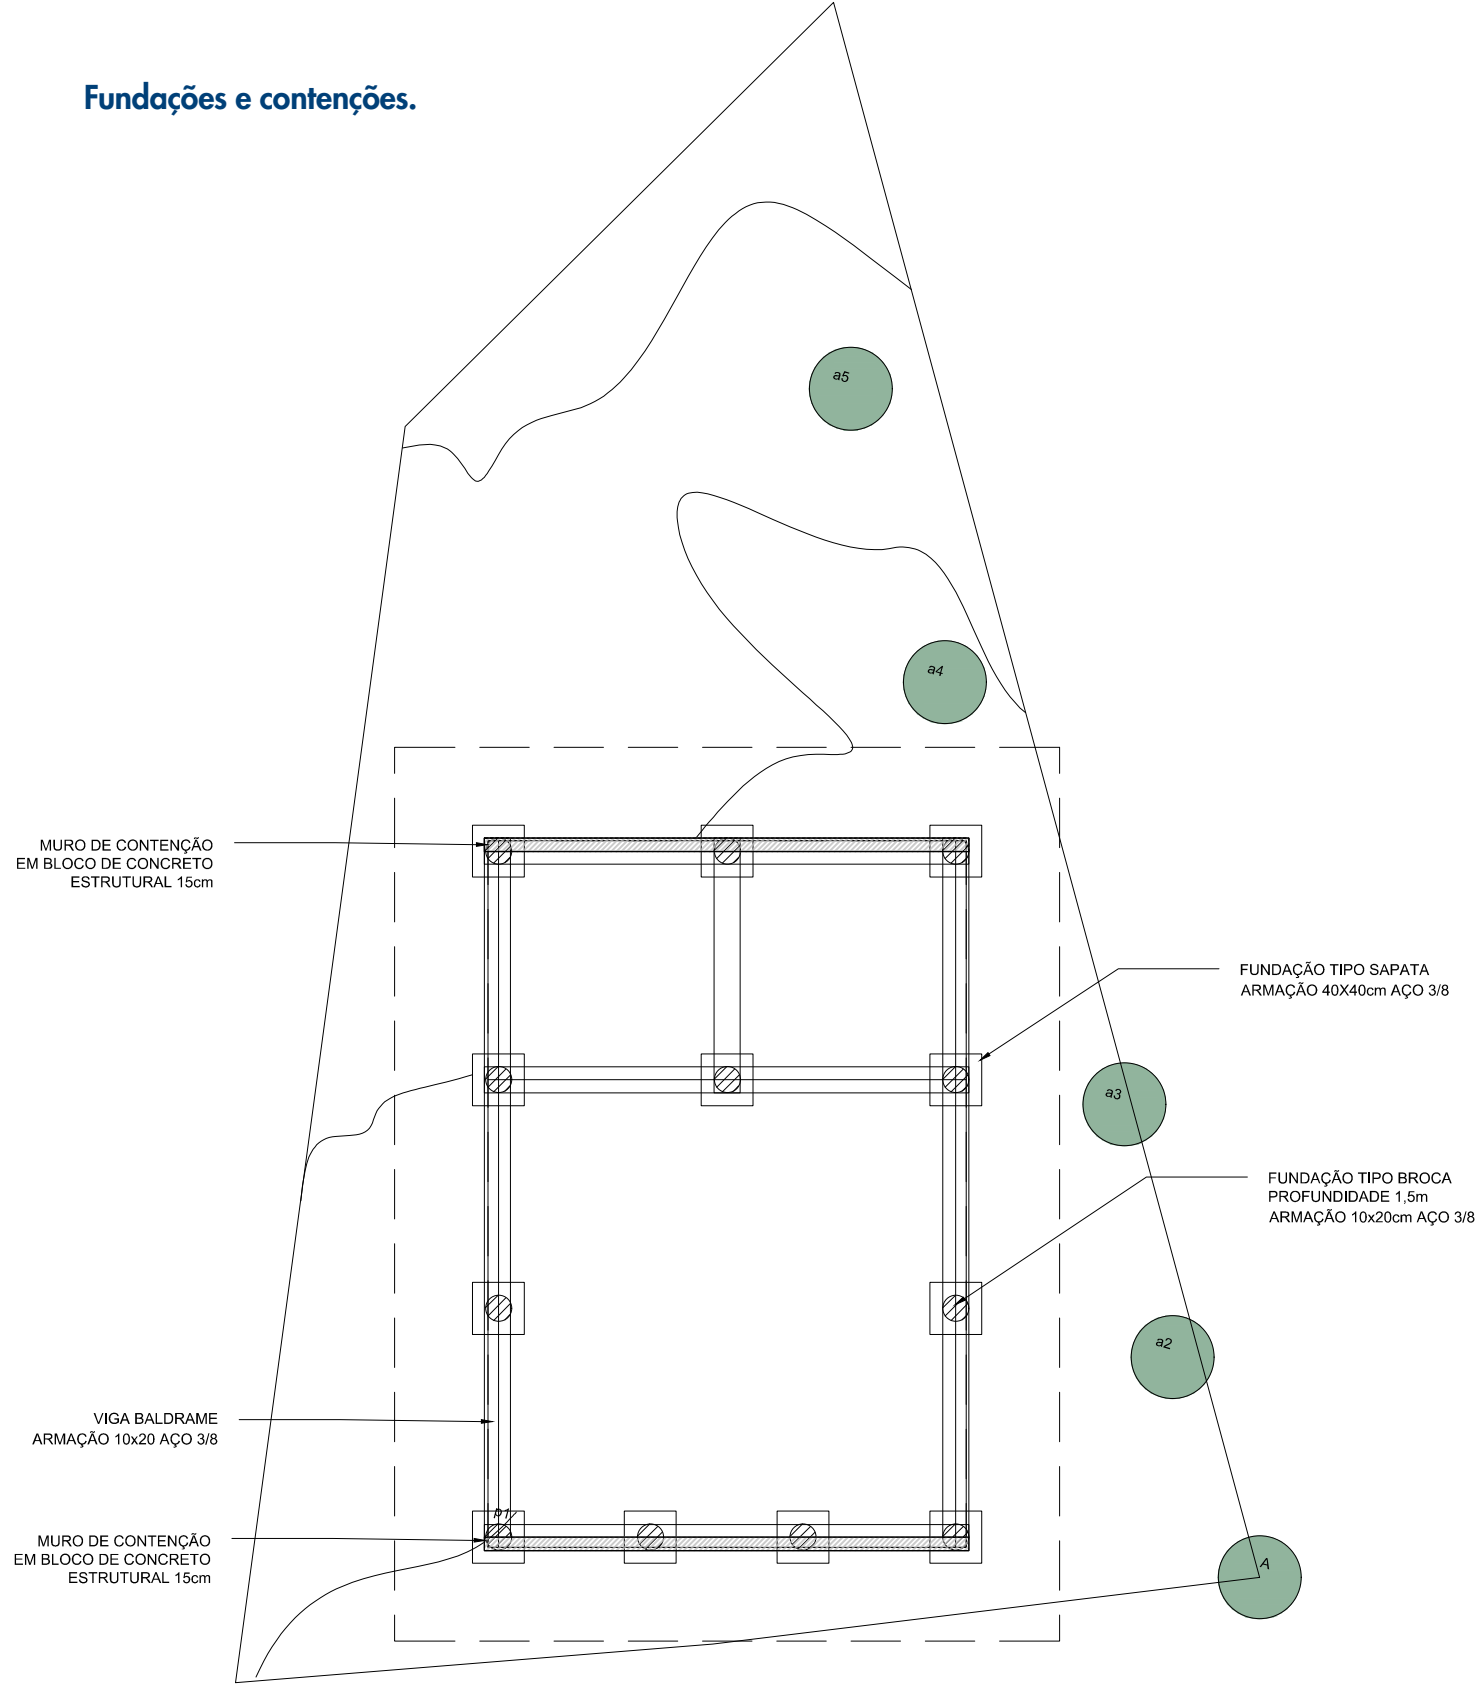 Fundações e contenções.
a5
a4
MURO DE CONTENÇÃO
EM BLOCO DE CONCRETO
ESTRUTURAL 15cm
FUNDAÇÃO TIPO SAPATA
ARMAÇÃO 40X40cm AÇO 3/8
a3
FUNDAÇÃO TIPO BROCA
PROFUNDIDADE 1,5m
ARMAÇÃO 10x20cm AÇO 3/8
a2
VIGA BALDRAME
ARMAÇÃO 10x20 AÇO 3/8
p1
MURO DE CONTENÇÃO
EM BLOCO DE CONCRETO
ESTRUTURAL 15cm
A